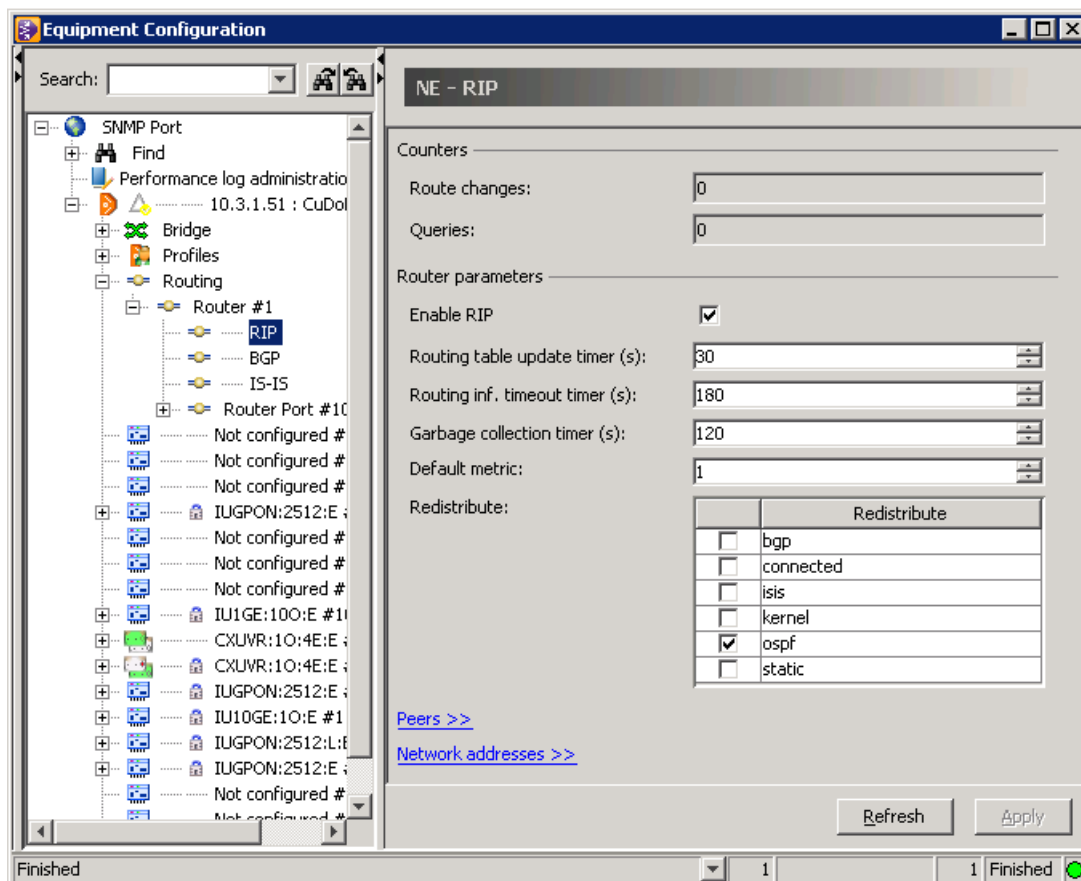 Equipment Configuration
Search:
SNMP Port
Find
Performance log administratio
10.3.1.51 : CuDo
Bridge
Profiles
Routing
Router #1
RIP
BGP
IS-IS
Router Port #10
Not configured #
Not configured #
Not configured #
IUGPON:2512:E
Not configured #
Not configured #
Not configured #
IU1GE:10O:E #1
CXUVR:1O:4E:E
CXUVR:1O:4E:E
IUGPON:2512:E
IU10GE:1O:E #1
IUGPON:2512:L:E
IUGPON:2512:E
Not configured #
Not configured #
NE - RIP
Counters
Route changes: 0
Queries: 0
Router parameters
Enable RIP
Routing table update timer (s): 30
Routing inf. timeout timer (s): 180
Garbage collection timer (s): 120
Default metric: 1
Redistribute:
Redistribute
bgp
connected
isis
kernel
ospf
static
Peers >>
Network addresses >>
Refresh Apply
Finished 1 1 Finished